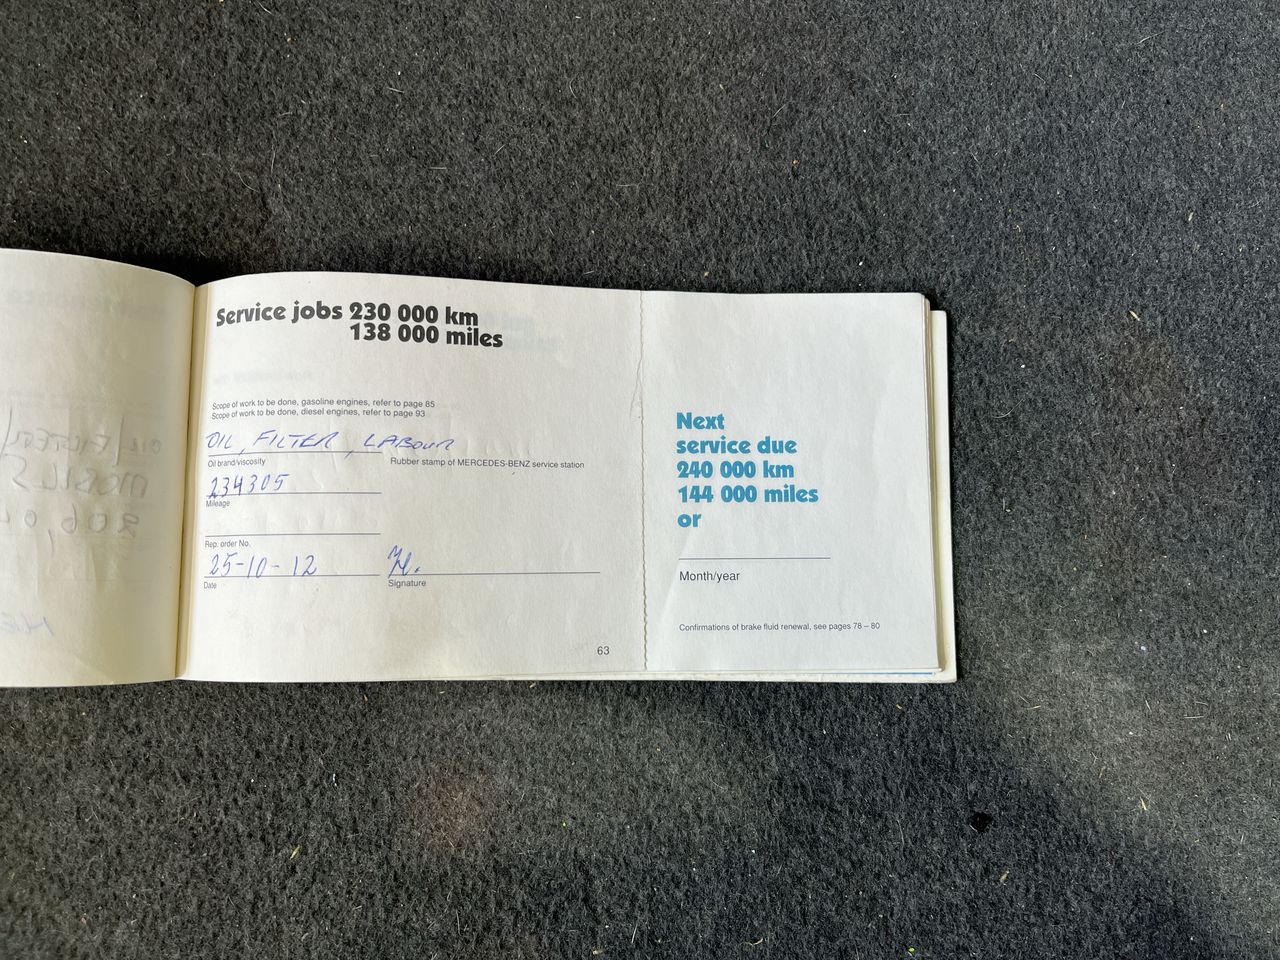 Service jobs 230 000 km
138 000 miles
Scope of work to be done, gasoline engines, refer to page 85
Scope of work to be done, diesel engines, refer to page 93
OIL, FILTER, LABOUR
Oil brand/viscosity
Rubber stamp of MERCEDES-BENZ service station
234305
Mileage
Rep. order No.
25-10-12
Date
Signature
63
Next
service due
240 000 km
144 000 miles
or
Month/year
Confirmations of brake fluid renewal, see pages 78 – 80